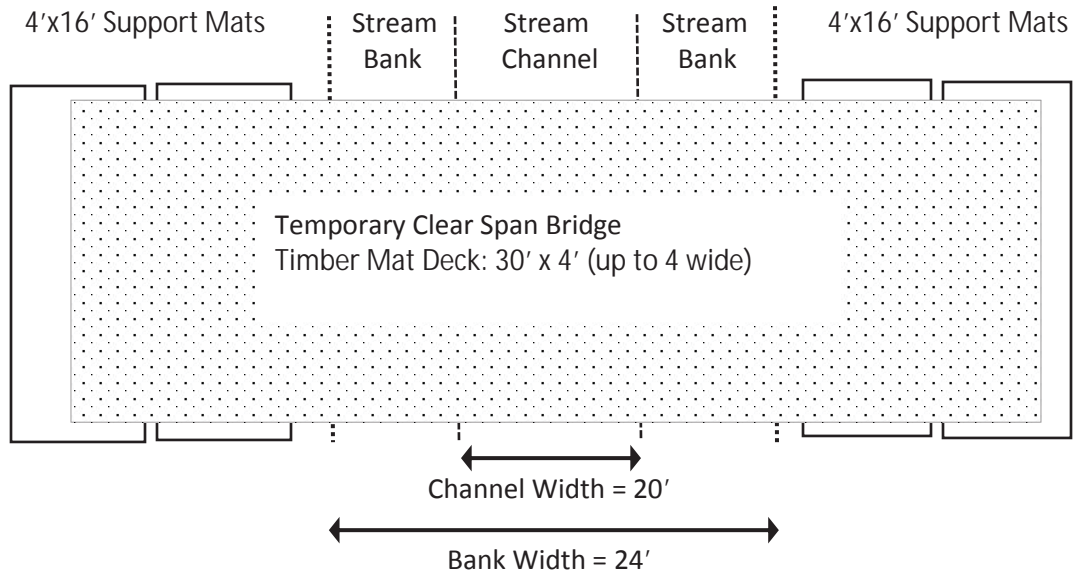 4′x16′ Support Mats
Stream
Bank
Stream
Channel
Stream
Bank
4′x16′ Support Mats
Temporary Clear Span Bridge
Timber Mat Deck: 30′ x 4′ (up to 4 wide)
Channel Width = 20′
Bank Width = 24′